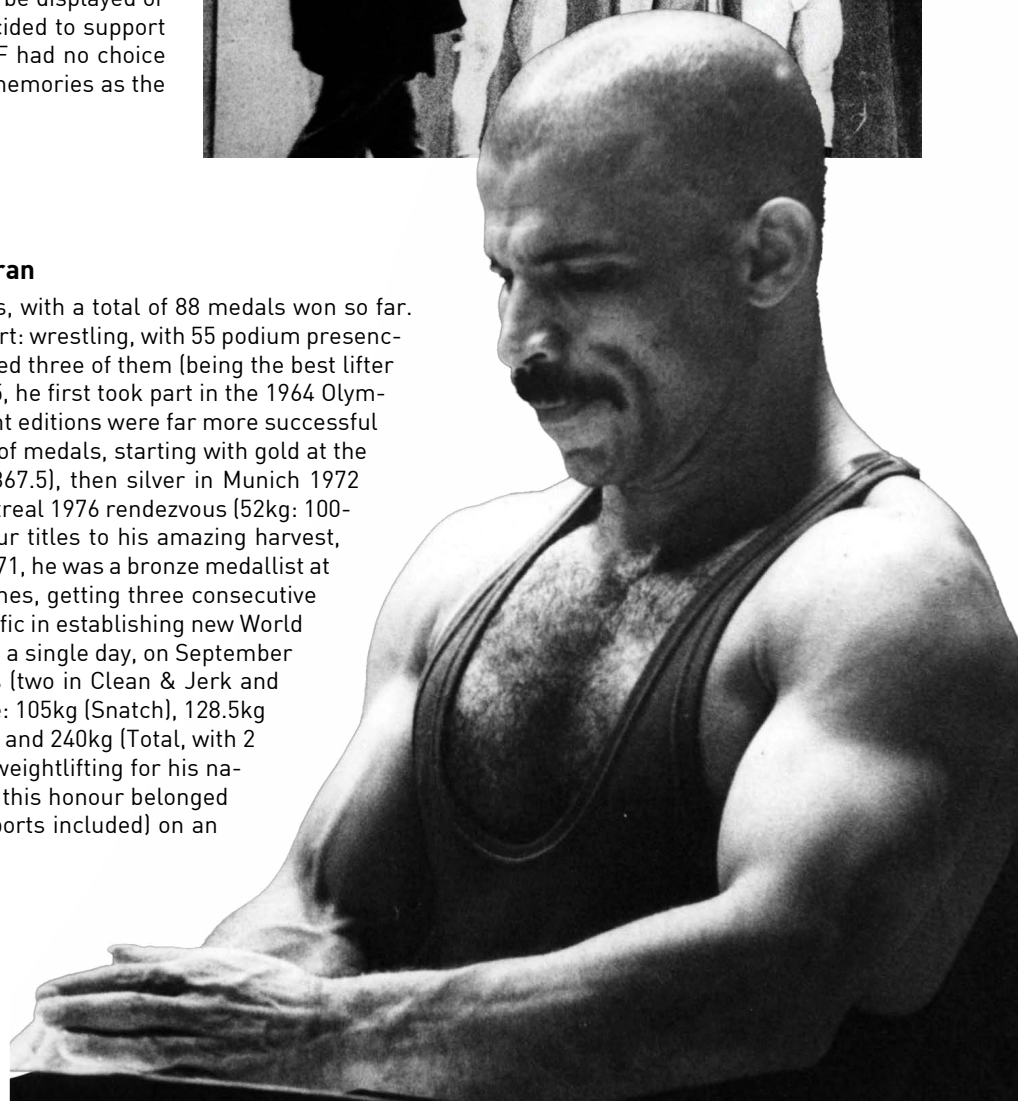 be displayed
cided to support
F had no choice
memories as the
ran
s, with a total of 88 medals won so far.
rt: wrestling, with 55 podium presenc-
ed three of them (being the best lifter
5, he first took part in the 1964 Olym-
nt editions were far more successful
of medals, starting with gold at the
367.5), then silver in Munich 1972
treal 1976 rendezvous (52kg: 100-
ur titles to his amazing harvest,
71, he was a bronze medallist at
mes, getting three consecutive
fic in establishing new World
a single day, on September
(two in Clean & Jerk and
: 105kg (Snatch), 128.5kg
and 240kg (Total, with 2
weightlifting for his na-
this honour belonged
ports included) on an